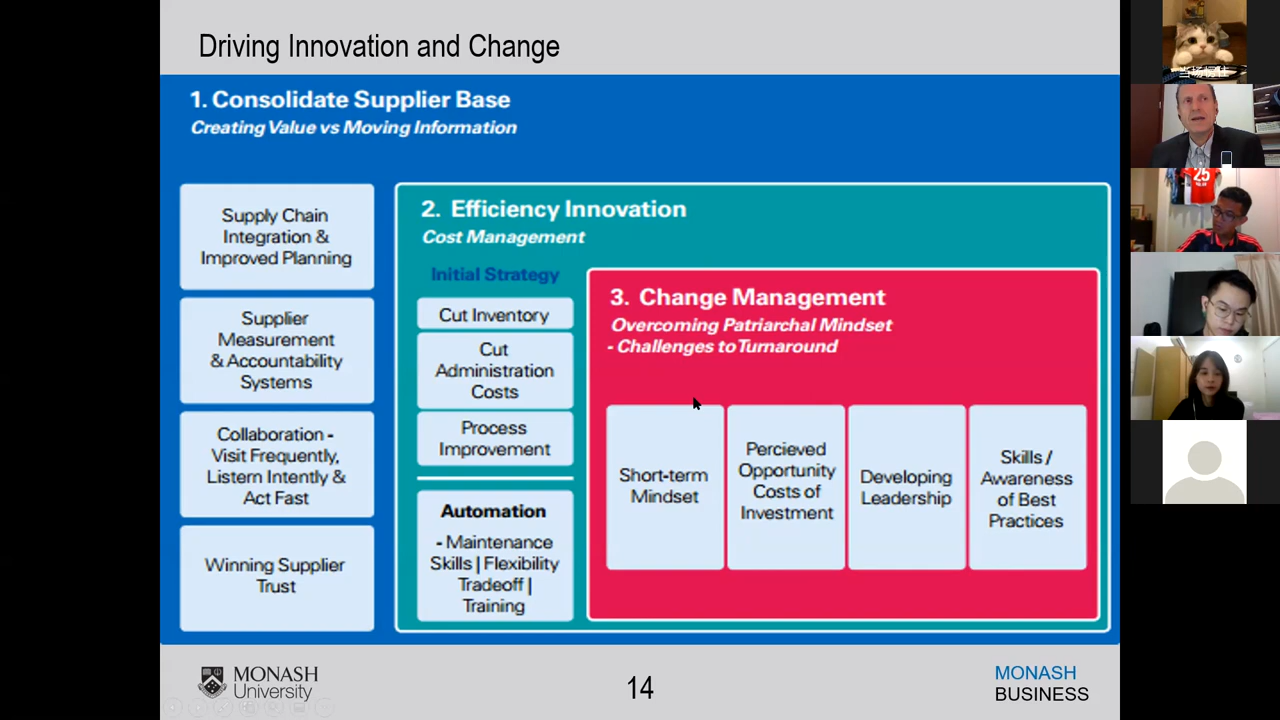 Driving Innovation and Change
1. Consolidate Supplier Base
Creating Value vs Moving Information
Supply Chain
Integration &
Improved Planning
Supplier
Measurement
& Accountability
Systems
Collaboration -
Visit Frequently,
Listern Intently &
Act Fast
Winning Supplier
Trust
2. Efficiency Innovation
Cost Management
Initial Strategy
Cut Inventory
Cut
Administration
Costs
Process
Improvement
Automation
- Maintenance
Skills | Flexibility
Tradeoff |
Training
3. Change Management
Overcoming Patriarchal Mindset
- Challenges to Turnaround
Short-term
Mindset
Percieved
Opportunity
Costs of
Investment
Developing
Leadership
Skills /
Awareness
of Best
Practices
MONASH
University
14
MONASH
BUSINESS
25